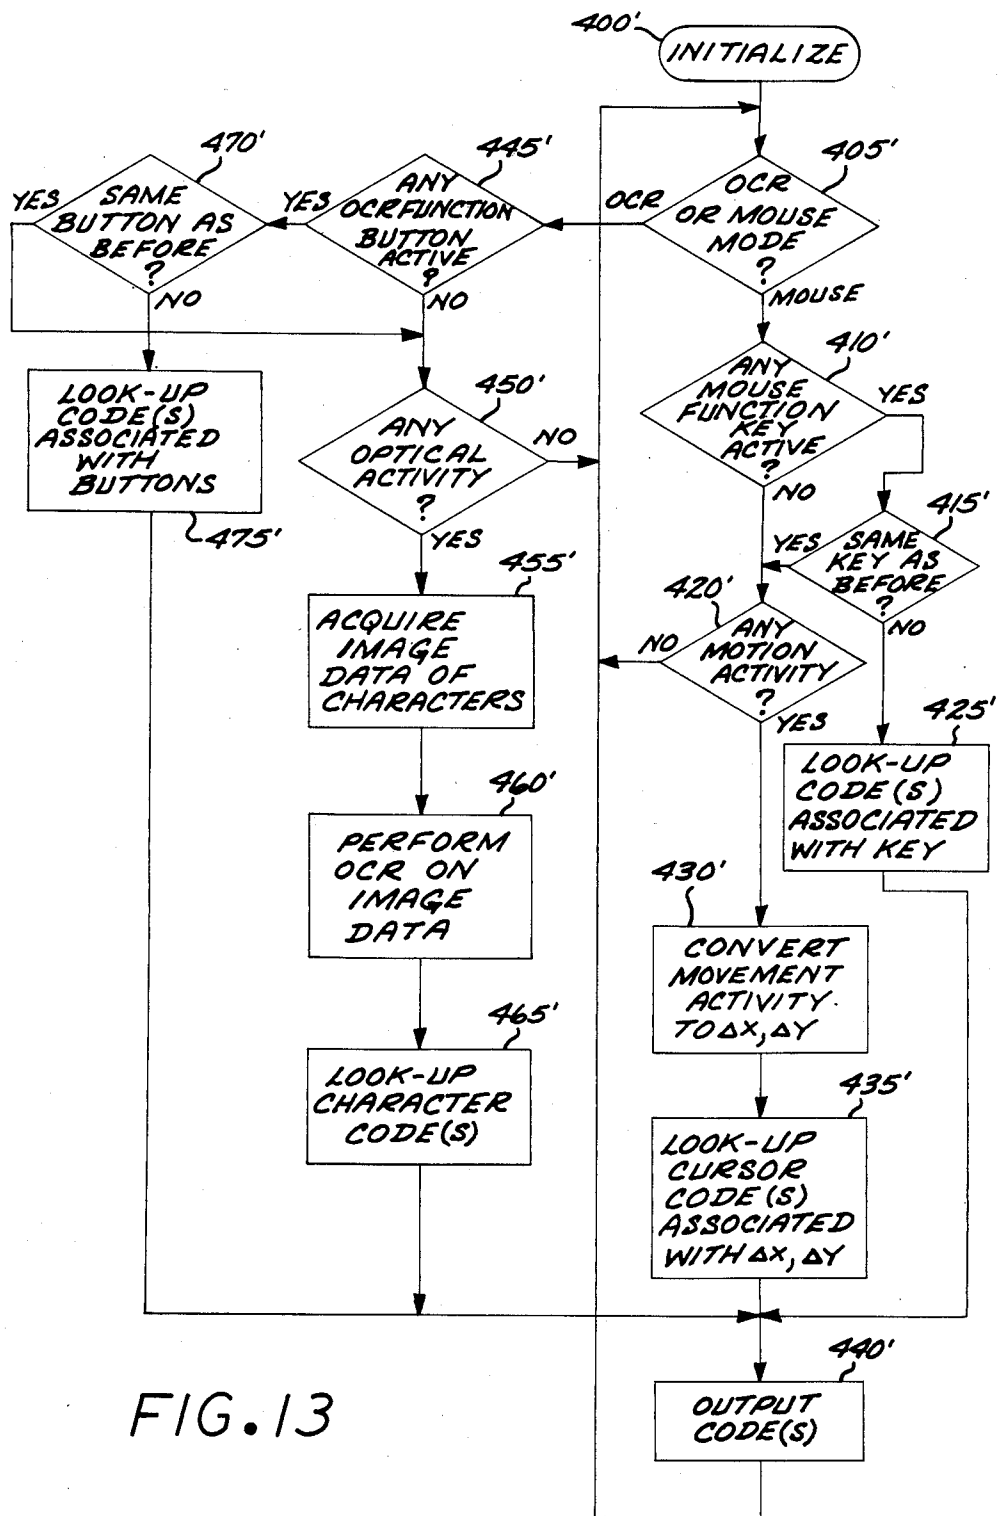 400'
INITIALIZE
470'
SAME
BUTTON AS
BEFORE
?
YES
NO
445'
ANY
OCR FUNCTION
BUTTON
ACTIVE
?
YES
NO
405'
OCR
OR MOUSE
MODE
?
OCR
MOUSE
410'
ANY
MOUSE
FUNCTION
KEY
ACTIVE
?
YES
NO
LOOK-UP
CODE(S)
ASSOCIATED
WITH
BUTTONS
475'
450'
ANY
OPTICAL
ACTIVITY
?
NO
YES
415'
SAME
KEY AS
BEFORE
?
YES
NO
420'
ANY
MOTION
ACTIVITY
?
NO
YES
455'
ACQUIRE
IMAGE
DATA OF
CHARACTERS
425'
LOOK-UP
CODE(S)
ASSOCIATED
WITH KEY
460'
PERFORM
OCR ON
IMAGE
DATA
430'
CONVERT
MOVEMENT
ACTIVITY
TO ΔX, ΔY
465'
LOOK-UP
CHARACTER
CODE(S)
435'
LOOK-UP
CURSOR
CODE(S)
ASSOCIATED
WITH ΔX, ΔY
440'
OUTPUT
CODE(S)
FIG. 13